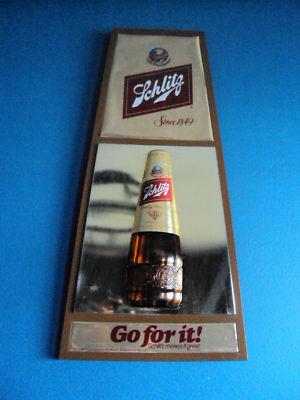 Schlitz
Since 1849
Schlitz
Go for it!
Schlitz makes it great.